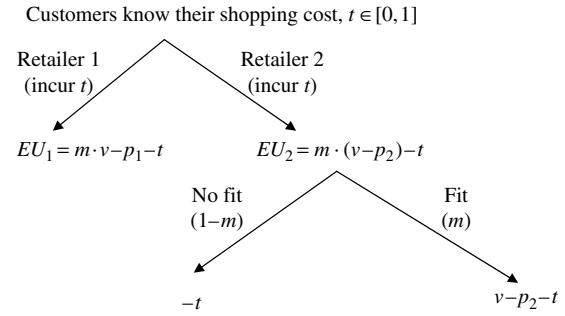 Customers know their shopping cost, t ∈ [0, 1]
Retailer 1
(incur t)
Retailer 2
(incur t)
EU₁ = m·v–p₁–t
EU₂ = m · (v–p₂)–t
No fit
(1–m)
Fit
(m)
–t
v–p₂–t